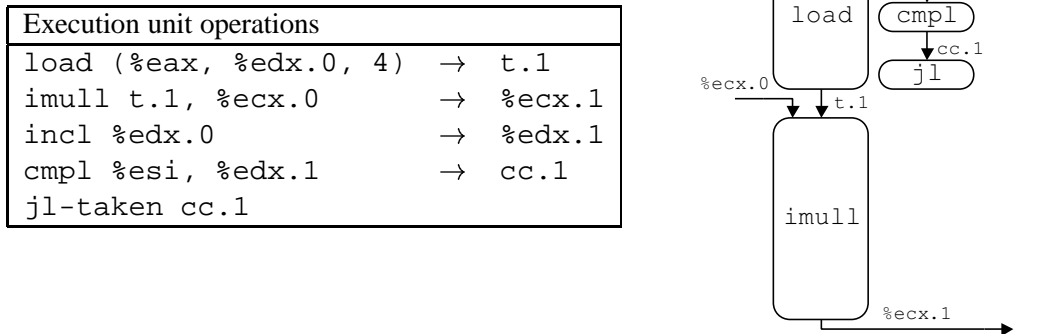 Execution unit operations
load (%eax, %edx.0, 4) → t.1
imull t.1, %ecx.0 → %ecx.1
incl %edx.0 → %edx.1
cmpl %esi, %edx.1 → cc.1
jl-taken cc.1
load
cmpl
cc.1
jl
%ecx.0
t.1
imull
%ecx.1